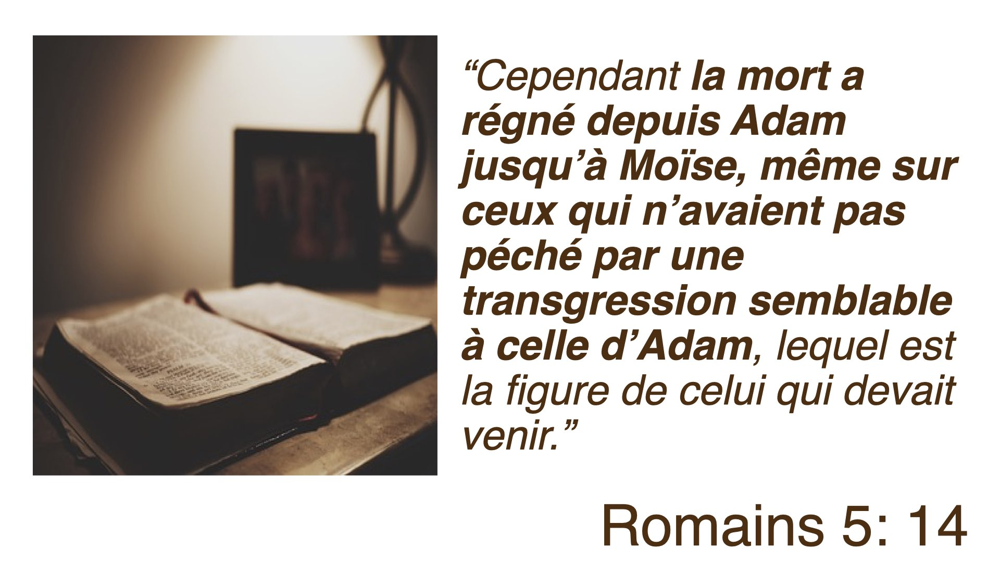 “Cependant la mort a
régné depuis Adam
jusqu’à Moïse, même sur
ceux qui n’avaient pas
péché par une
transgression semblable
à celle d’Adam, lequel est
la figure de celui qui devait
venir.”
Romains 5: 14